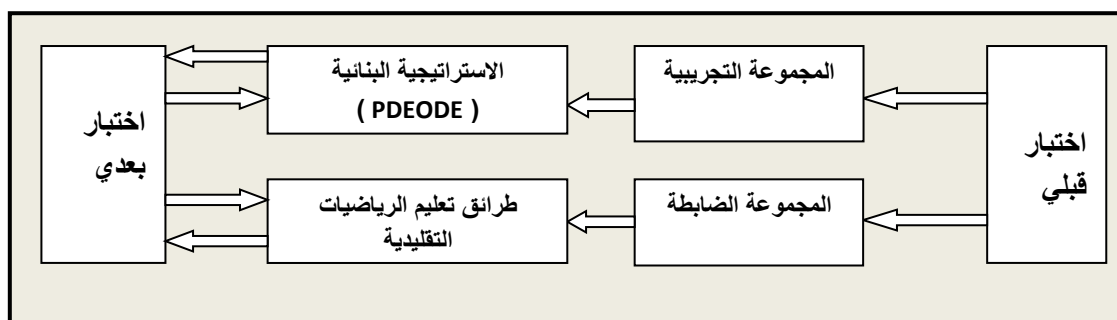 اختبار
قبلي
المجموعة التجريبية
الاستراتيجية البنائية
( PDEODE )
المجموعة الضابطة
طرائق تعليم الرياضيات
التقليدية
اختبار
بعدي